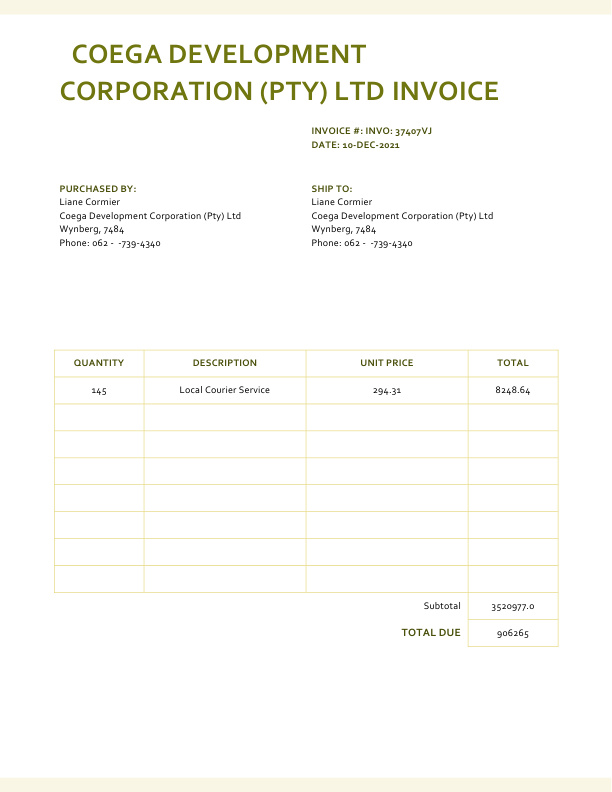 COEGA DEVELOPMENT
CORPORATION (PTY) LTD INVOICE
INVOICE #: INVO: 37407VJ
DATE: 10-DEC-2021
PURCHASED BY:
Liane Cormier
Coega Development Corporation (Pty) Ltd
Wynberg, 7484
Phone: 062 -  -739-4340
SHIP TO:
Liane Cormier
Coega Development Corporation (Pty) Ltd
Wynberg, 7484
Phone: 062 -  -739-4340
QUANTITY DESCRIPTION UNIT PRICE TOTAL
145 Local Courier Service 294.31 8248.64
Subtotal 3520977.0
TOTAL DUE 906265